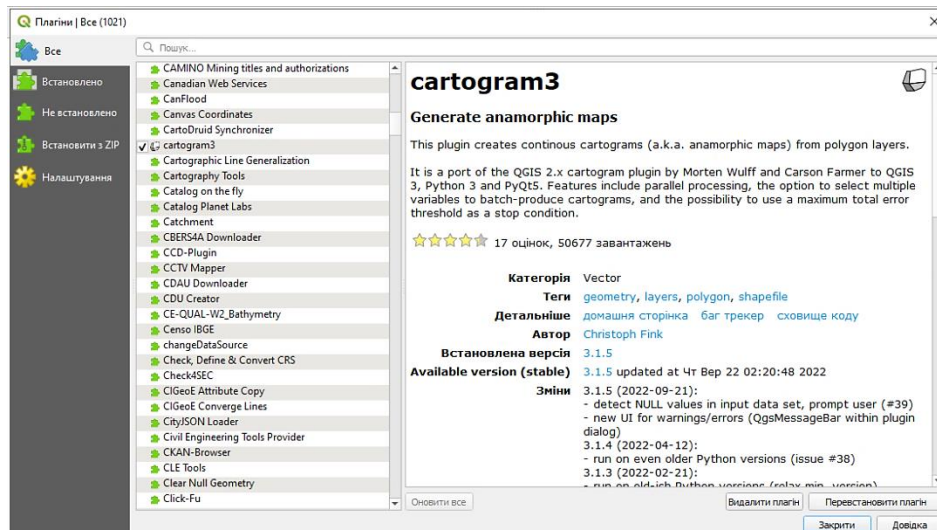 Плагіни | Все (1021)
Все
Встановлено
Не встановлено
Встановити з ZIP
Налаштування
Пошук...
CAMINO Mining titles and authorizations
Canadian Web Services
CanFlood
Canvas Coordinates
CartoDruid Synchronizer
cartogram3
Cartographic Line Generalization
Cartography Tools
Catalog on the fly
Catalog Planet Labs
Catchment
CBERS4A Downloader
CCD-Plugin
CCTV Mapper
CDAU Downloader
CDU Creator
CE-QUAL-W2_Bathymetry
Censo IBGE
changeDataSource
Check, Define & Convert CRS
Check4SEC
CIGeoE Attribute Copy
CIGeoE Converge Lines
CityJSON Loader
Civil Engineering Tools Provider
CKAN-Browser
CLE Tools
Clear Null Geometry
Click-Fu
cartogram3
Generate anamorphic maps
This plugin creates continous cartograms (a.k.a. anamorphic maps) from polygon layers.
It is a port of the QGIS 2.x cartogram plugin by Morten Wulff and Carson Farmer to QGIS
3, Python 3 and PyQt5. Features include parallel processing, the option to select multiple
variables to batch-produce cartograms, and the possibility to use a maximum total error
threshold as a stop condition.
17 оцінок, 50677 завантажень
Категорія Vector
Теги geometry, layers, polygon, shapefile
Детальніше домашня сторінка баг трекер сховище коду
Автор Christoph Fink
Встановлена версія 3.1.5
Available version (stable) 3.1.5 updated at Чт Вер 22 02:20:48 2022
Зміни 3.1.5 (2022-09-21):
- detect NULL values in input data set, prompt user (#39)
- new UI for warnings/errors (QgsMessageBar within plugin
dialog)
3.1.4 (2022-04-12):
- run on even older Python versions (issue #38)
3.1.3 (2022-02-21):
- run on old-ish Python versions (relax min. version)
Оновити все
Видалити плагін
Перевстановити плагін
Закрити
Довідка